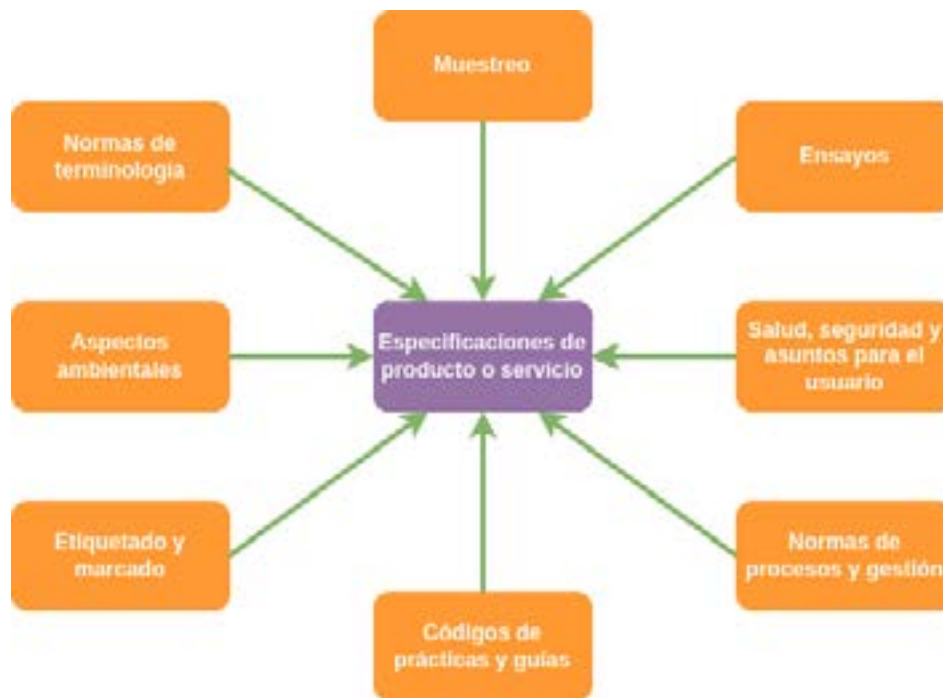 Muestreo
Normas de
terminología
Ensayos
Aspectos
ambientales
Especificaciones de
producto o servicio
Salud, seguridad y
asuntos para el
usuario
Etiquetado y
marcado
Códigos de
prácticas y guías
Normas de
procesos y gestión